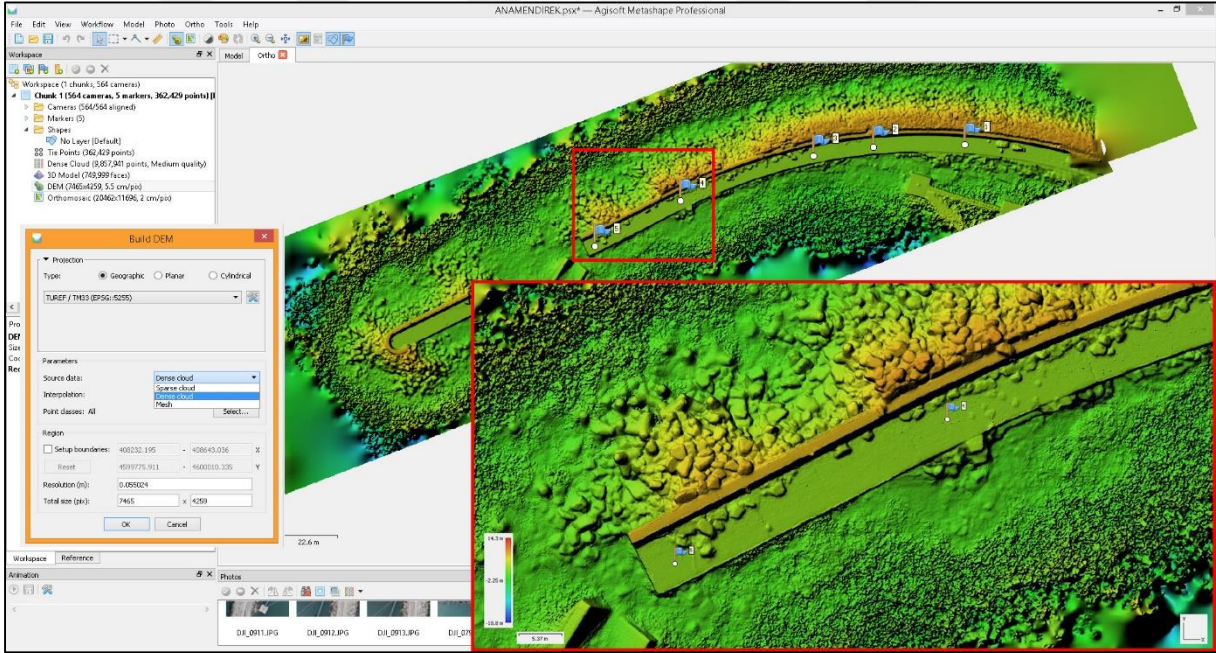 ANAMENDIREK.psx* — Agisoft Metashape Professional
File Edit View Workflow Model Photo Ortho Tools Help
Workspace
Model Ortho
Workspace (1 chunks, 564 cameras)
Chunk 1 (564 cameras, 5 markers, 362,429 points) [
Cameras (564/564 aligned)
Markers (5)
Shapes
No Layer [Default]
Tie Points (362,429 points)
Dense Cloud (9,857,941 points, Medium quality)
3D Model (749,999 faces)
DEM (7465x4259, 5.5 cm/pix)
Orthomosaic (20462x11696, 2 cm/pix)
Build DEM
Projection
Type: Geographic Planar Cylindrical
TUREF / TM33 (EPSG::5255)
Parameters
Source data: Dense cloud
Sparse cloud
Interpolation: Dense cloud
Mesh
Point classes: All Select...
Region
Setup boundaries: 408232.195 - 408643.036 X
Reset 4599775.911 - 4600010.335 Y
Resolution (m): 0.055024
Total size (pix): 7465 x 4259
OK Cancel
22.6 m
14.3 m
-2.25 m
-18.8 m
5.37 m
Y
X
Workspace Reference
Animation
Photos
DJI_0911.JPG DJI_0912.JPG DJI_0913.JPG